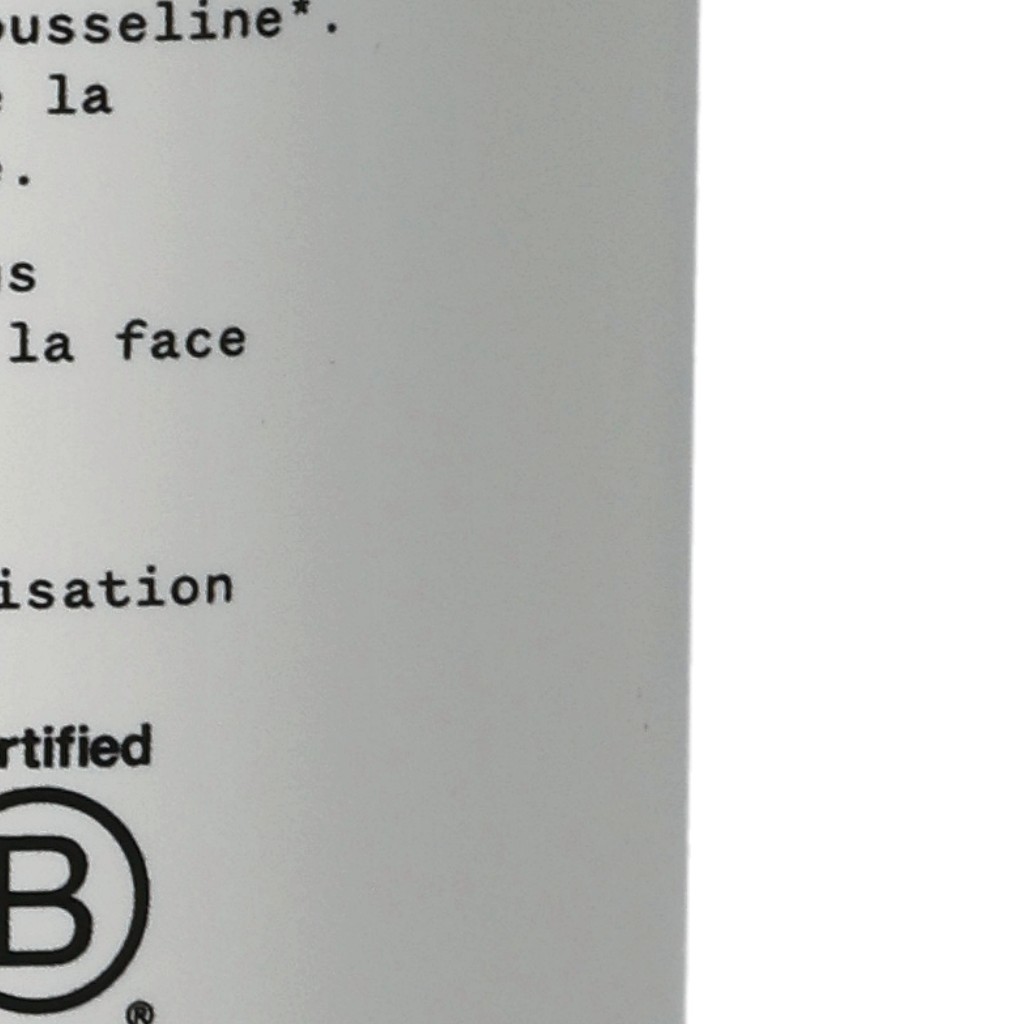 ousseline*.
la
.
s
la face
isation
rtified
B
®